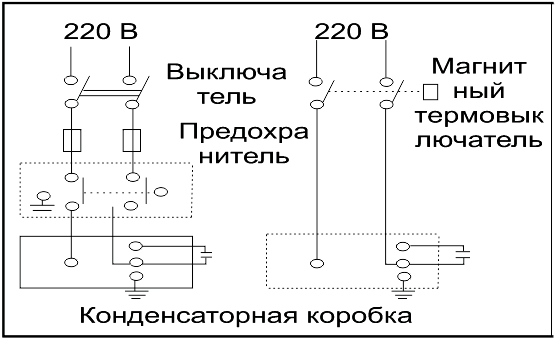 220 В
220 В
Выключа
тель
Магнит
ный
термовык
лючатель
Предохра
нитель
Конденсаторная коробка